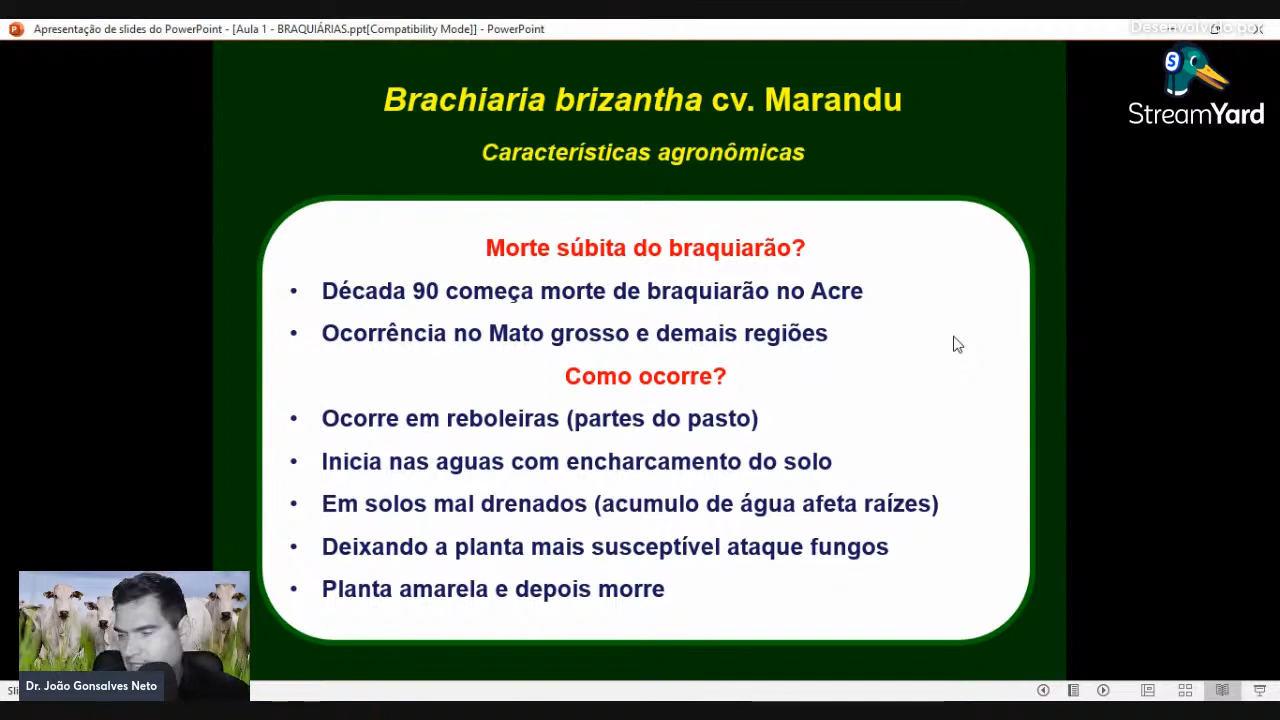 Apresentação de slides do PowerPoint - [Aula 1 - BRAQUIÁRIAS.ppt[Compatibility Mode]] - PowerPoint
Desenvolvido por
StreamYard
Brachiaria brizantha cv. Marandu
Características agronômicas
Morte súbita do braquiarão?
• Década 90 começa morte de braquiarão no Acre
• Ocorrência no Mato grosso e demais regiões
Como ocorre?
• Ocorre em reboleiras (partes do pasto)
• Inicia nas aguas com encharcamento do solo
• Em solos mal drenados (acumulo de água afeta raízes)
• Deixando a planta mais susceptível ataque fungos
• Planta amarela e depois morre
Dr. João Gonsalves Neto